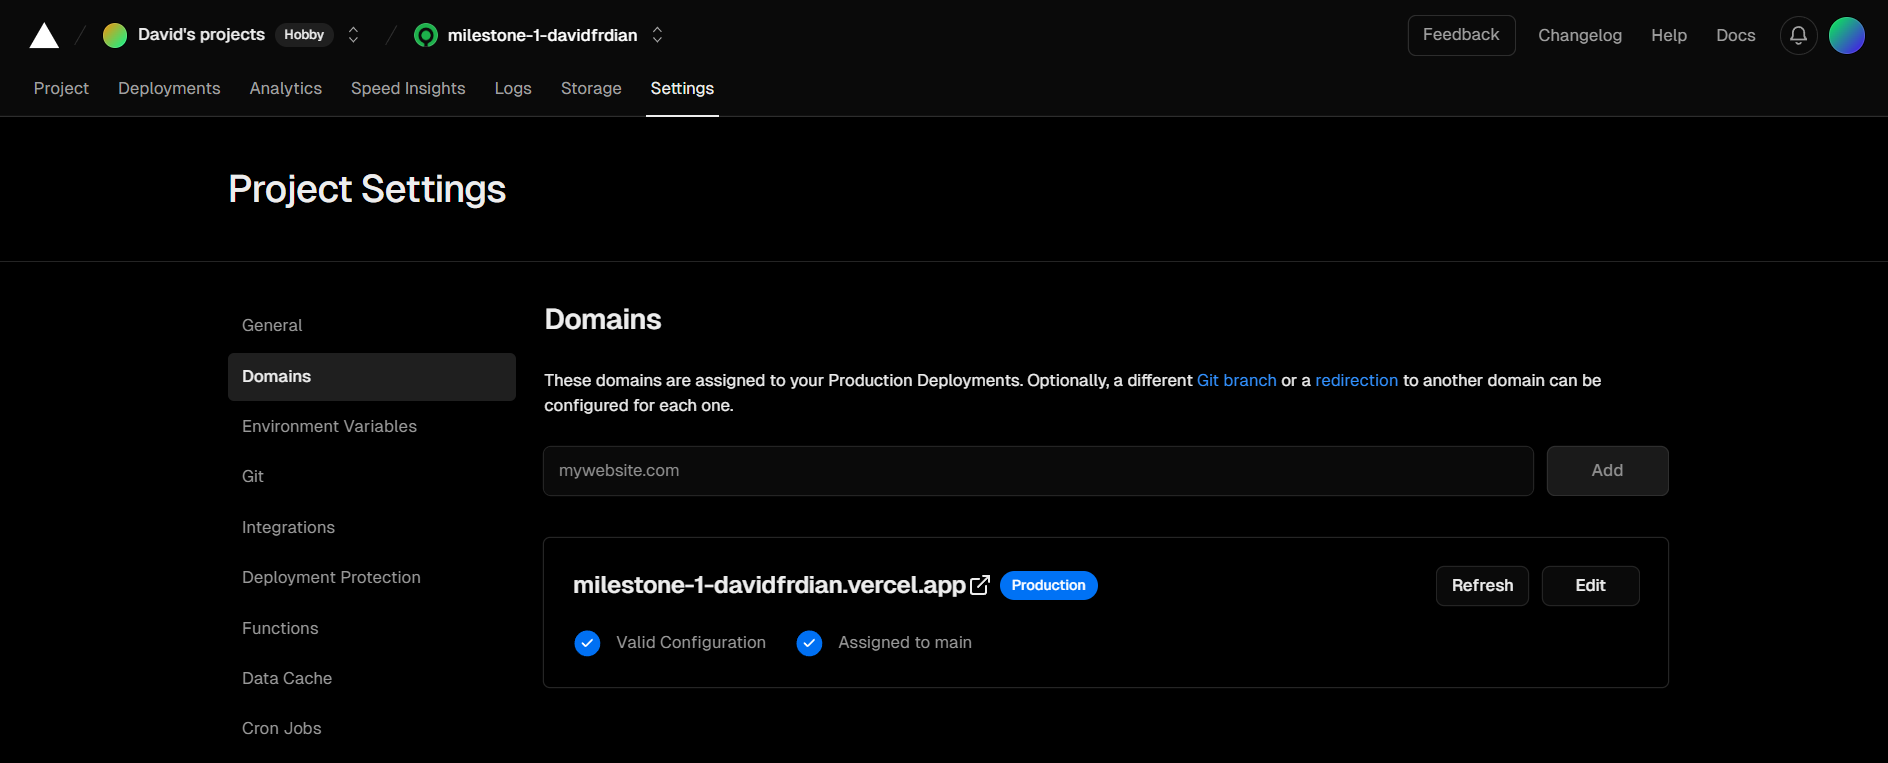 David's projects Hobby milestone-1-davidfrdian Feedback Changelog Help Docs
Project Deployments Analytics Speed Insights Logs Storage Settings
Project Settings
General
Domains
Environment Variables
Git
Integrations
Deployment Protection
Functions
Data Cache
Cron Jobs
Domains
These domains are assigned to your Production Deployments. Optionally, a different Git branch or a redirection to another domain can be
configured for each one.
mywebsite.com Add
milestone-1-davidfrdian.vercel.app Production Refresh Edit
Valid Configuration Assigned to main